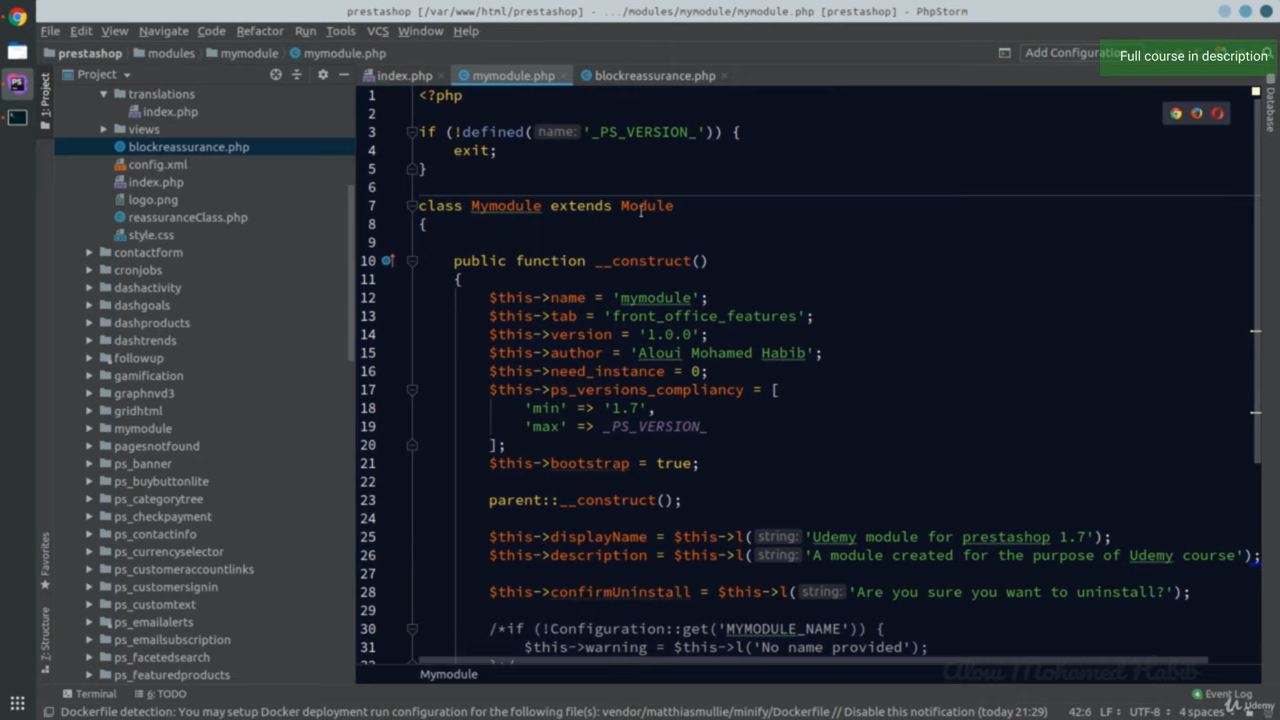 prestashop [/var/www/html/prestashop] - .../modules/mymodule/mymodule.php [prestashop] - PhpStorm
File Edit View Navigate Code Refactor Run Tools VCS Window Help
prestashop modules mymodule mymodule.php
Add Configuration
Full course in description
Project
index.php
mymodule.php
blockreassurance.php
1: Project
Database
translations
index.php
views
blockreassurance.php
config.xml
index.php
logo.png
reassuranceClass.php
style.css
contactform
cronjobs
dashactivity
dashgoals
dashproducts
dashtrends
followup
gamification
graphnvd3
gridhtml
mymodule
pagesnotfound
ps_banner
ps_buybuttonlite
ps_categorytree
ps_checkpayment
ps_contactinfo
ps_currencyselector
ps_customeraccountlinks
ps_customersignin
ps_customtext
ps_emailalerts
ps_emailsubscription
ps_facetedsearch
ps_featuredproducts
Favorites
7: Structure
1 <?php
2
3 if (!defined( name: '_PS_VERSION_')) {
4 exit;
5 }
6
7 class Mymodule extends Module
8 {
9
10 public function __construct()
11 {
12 $this->name = 'mymodule';
13 $this->tab = 'front_office_features';
14 $this->version = '1.0.0';
15 $this->author = 'Aloui Mohamed Habib';
16 $this->need_instance = 0;
17 $this->ps_versions_compliancy = [
18 'min' => '1.7',
19 'max' => _PS_VERSION_
20 ];
21 $this->bootstrap = true;
22
23 parent::__construct();
24
25 $this->displayName = $this->l( string: 'Udemy module for prestashop 1.7');
26 $this->description = $this->l( string: 'A module created for the purpose of Udemy course');
27
28 $this->confirmUninstall = $this->l( string: 'Are you sure you want to uninstall?');
29
30 /*if (!Configuration::get('MYMODULE_NAME')) {
31 $this->warning = $this->l('No name provided');
Mymodule
Aloui Mohamed Habib
Terminal 6: TODO
4 Event Log
Udemy
Dockerfile detection: You may setup Docker deployment run configuration for the following file(s): vendor/matthiasmullie/minify/Dockerfile // Disable this notification (today 21:29)
42:6 LF UTF-8 4 spaces